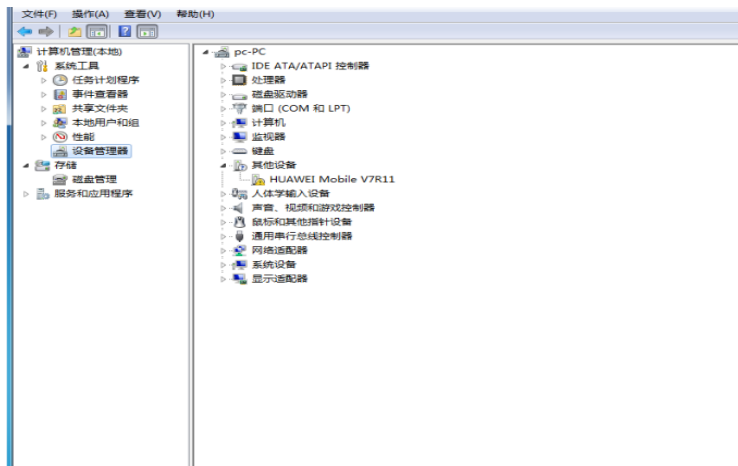 文件(F) 操作(A) 查看(V) 帮助(H)
计算机管理(本地)
系统工具
任务计划程序
事件查看器
共享文件夹
本地用户和组
性能
设备管理器
存储
磁盘管理
服务和应用程序
pc-PC
IDE ATA/ATAPI 控制器
处理器
磁盘驱动器
端口 (COM 和 LPT)
计算机
监视器
键盘
其他设备
HUAWEI Mobile V7R11
人体学输入设备
声音、视频和游戏控制器
鼠标和其他指针设备
通用串行总线控制器
网络适配器
系统设备
显示适配器